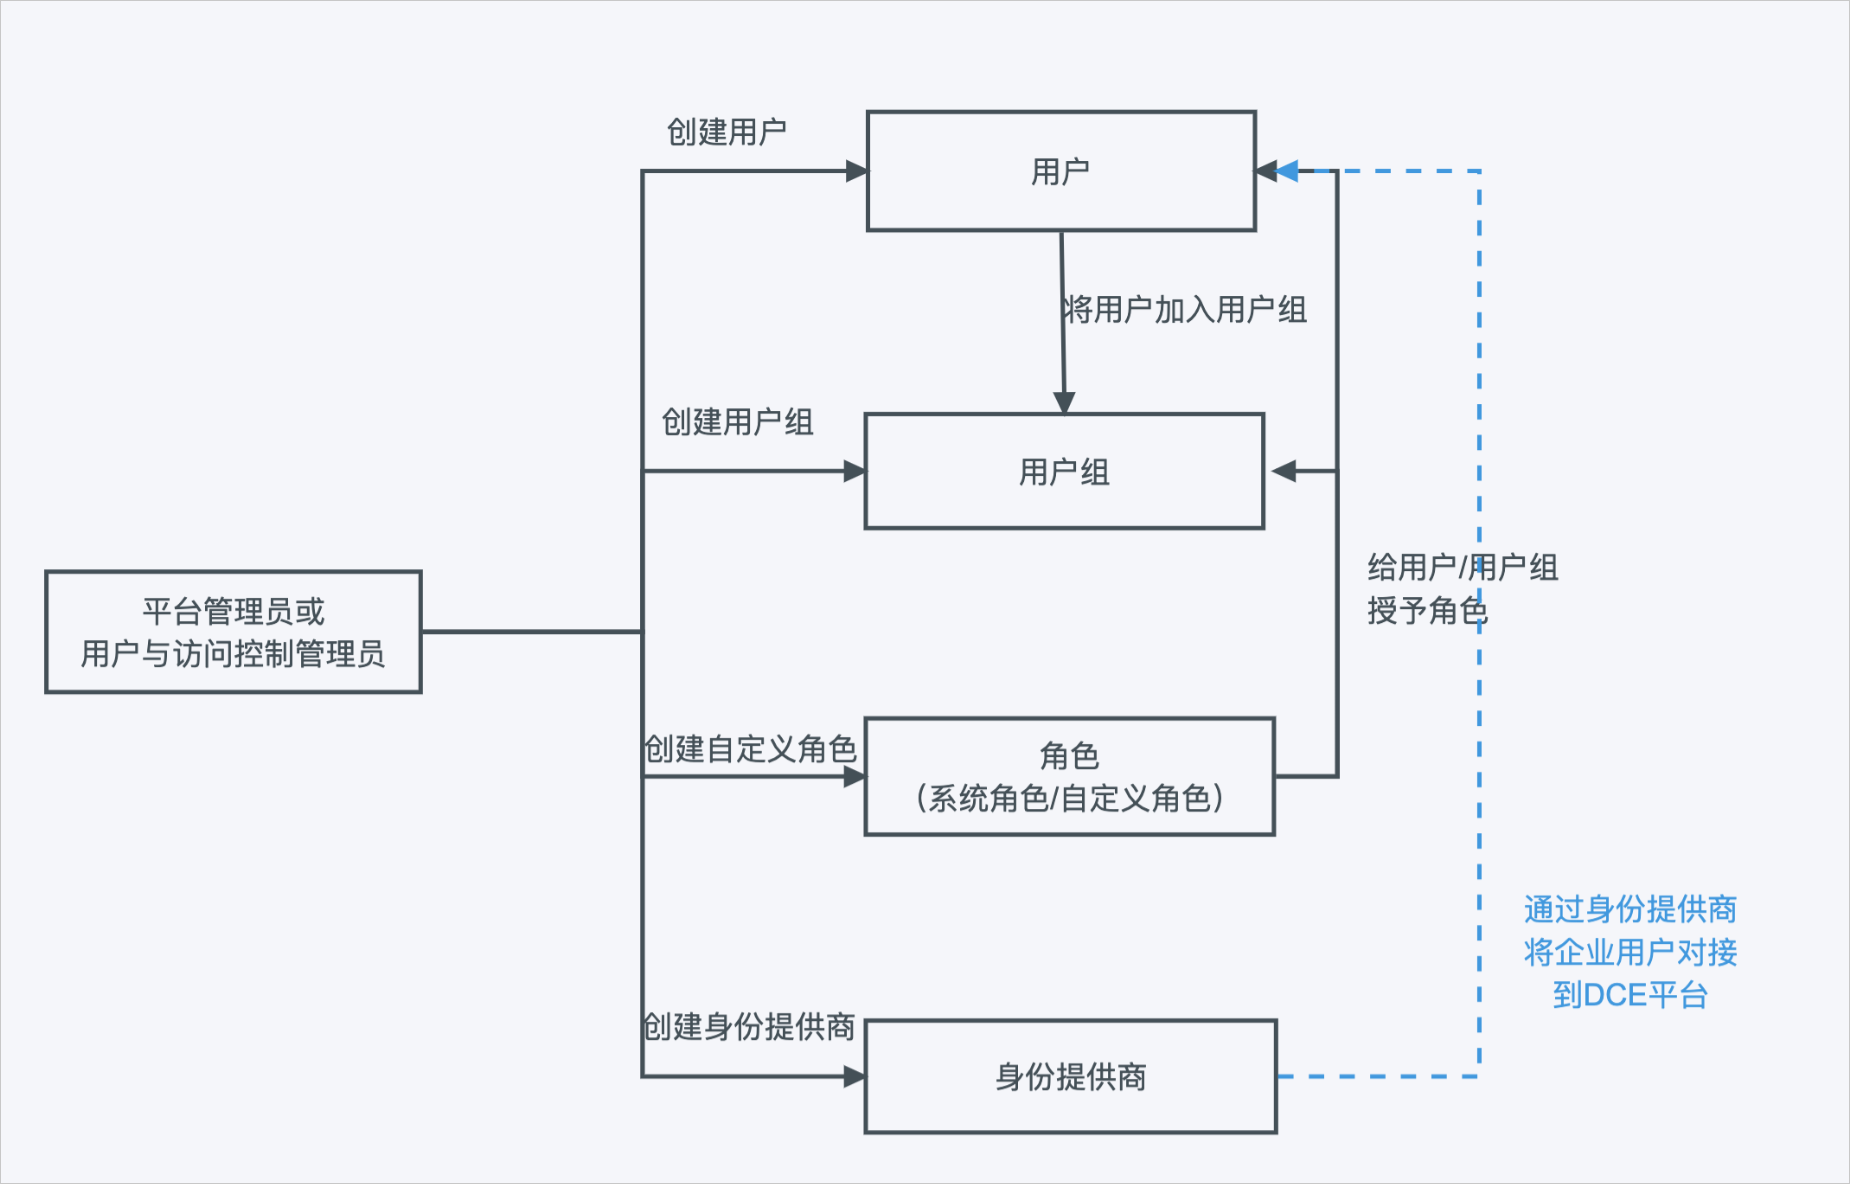 创建用户
用户
将用户加入用户组
创建用户组
用户组
给用户/用户组
授予角色
平台管理员或
用户与访问控制管理员
创建自定义角色
角色
（系统角色/自定义角色）
通过身份提供商
将企业用户对接
到DCE平台
创建身份提供商
身份提供商